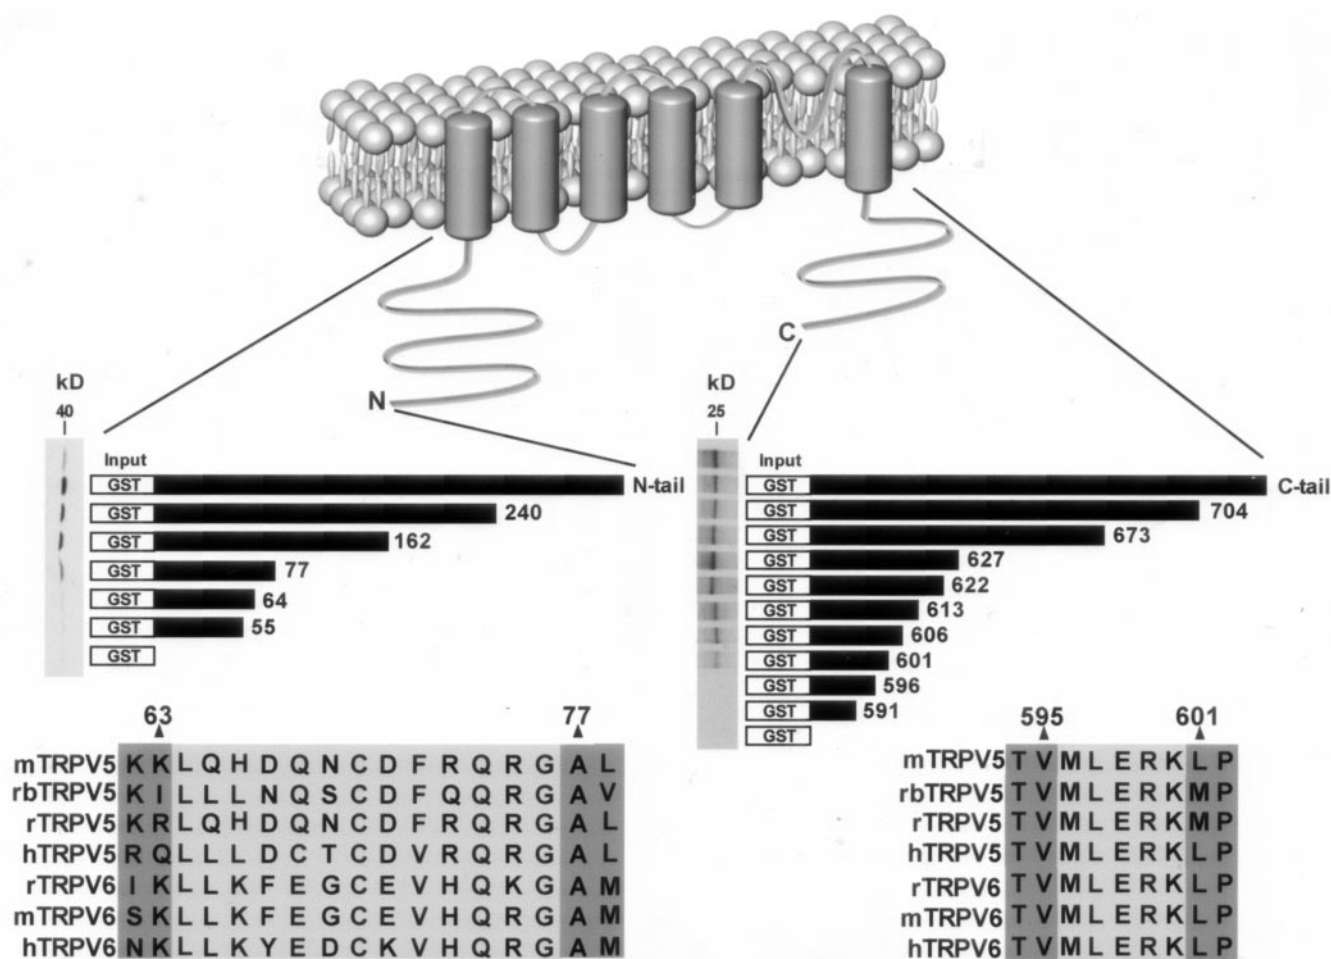 C
N
kD
40
Input
GST N-tail
GST 240
GST 162
GST 77
GST 64
GST 55
GST
kD
25
Input
GST C-tail
GST 704
GST 673
GST 627
GST 622
GST 613
GST 606
GST 601
GST 596
GST 591
GST
63 77
mTRPV5 K K L Q H D Q N C D F R Q R G A L
rbTRPV5 K I L L L N Q S C D F Q Q R G A V
rTRPV5 K R L Q H D Q N C D F R Q R G A L
hTRPV5 R Q L L L D C T C D V R Q R G A L
rTRPV6 I K L L K F E G C E V H Q K G A M
mTRPV6 S K L L K F E G C E V H Q R G A M
hTRPV6 N K L L K Y E D C K V H Q R G A M
595 601
mTRPV5 T V M L E R K L P
rbTRPV5 T V M L E R K M P
rTRPV5 T V M L E R K M P
hTRPV5 T V M L E R K L P
rTRPV6 T V M L E R K L P
mTRPV6 T V M L E R K L P
hTRPV6 T V M L E R K L P